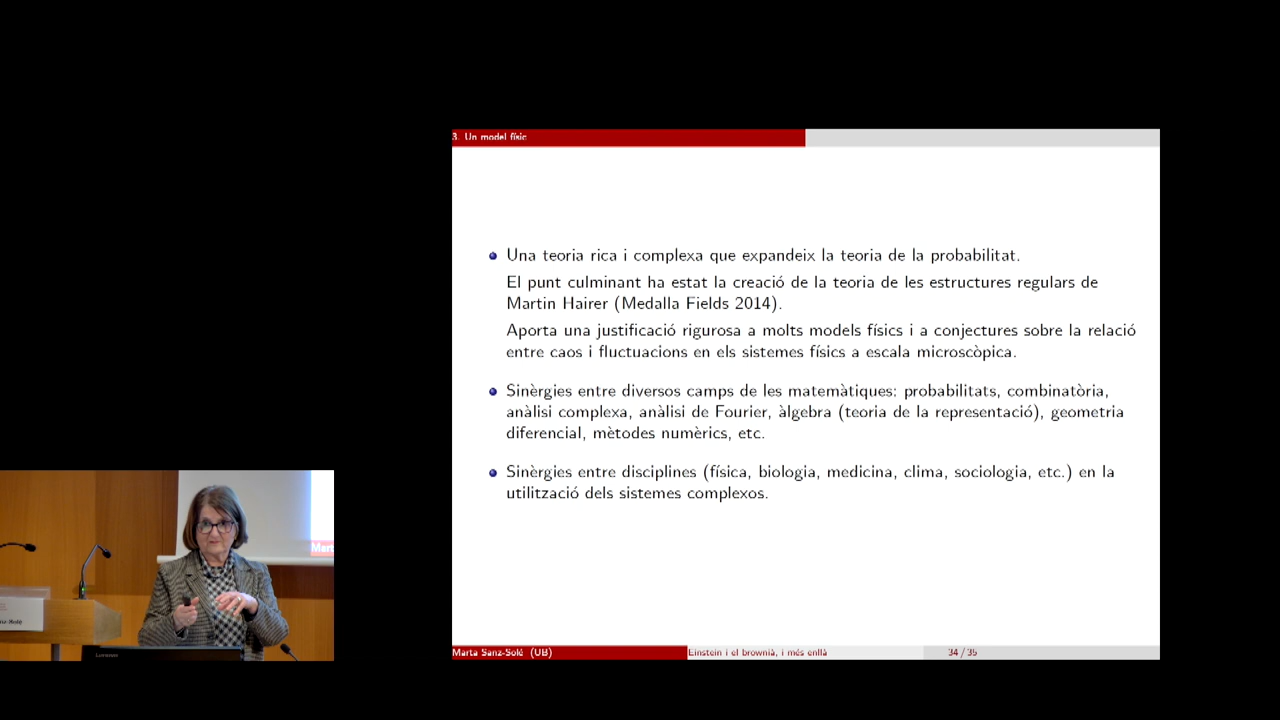 3. Un model físic
Una teoria rica i complexa que expandeix la teoria de la probabilitat.
El punt culminant ha estat la creació de la teoria de les estructures regulars de
Martin Hairer (Medalla Fields 2014).
Aporta una justificació rigurosa a molts models físics i a conjectures sobre la relació
entre caos i fluctuacions en els sistemes físics a escala microscòpica.
Sinèrgies entre diversos camps de les matemàtiques: probabilitats, combinatòria,
anàlisi complexa, anàlisi de Fourier, àlgebra (teoria de la representació), geometria
diferencial, mètodes numèrics, etc.
Sinèrgies entre disciplines (física, biologia, medicina, clima, sociologia, etc.) en la
utilització dels sistemes complexos.
Marta Sanz-Solé (UB)
Einstein i el brownià, i més enllà
34 / 35